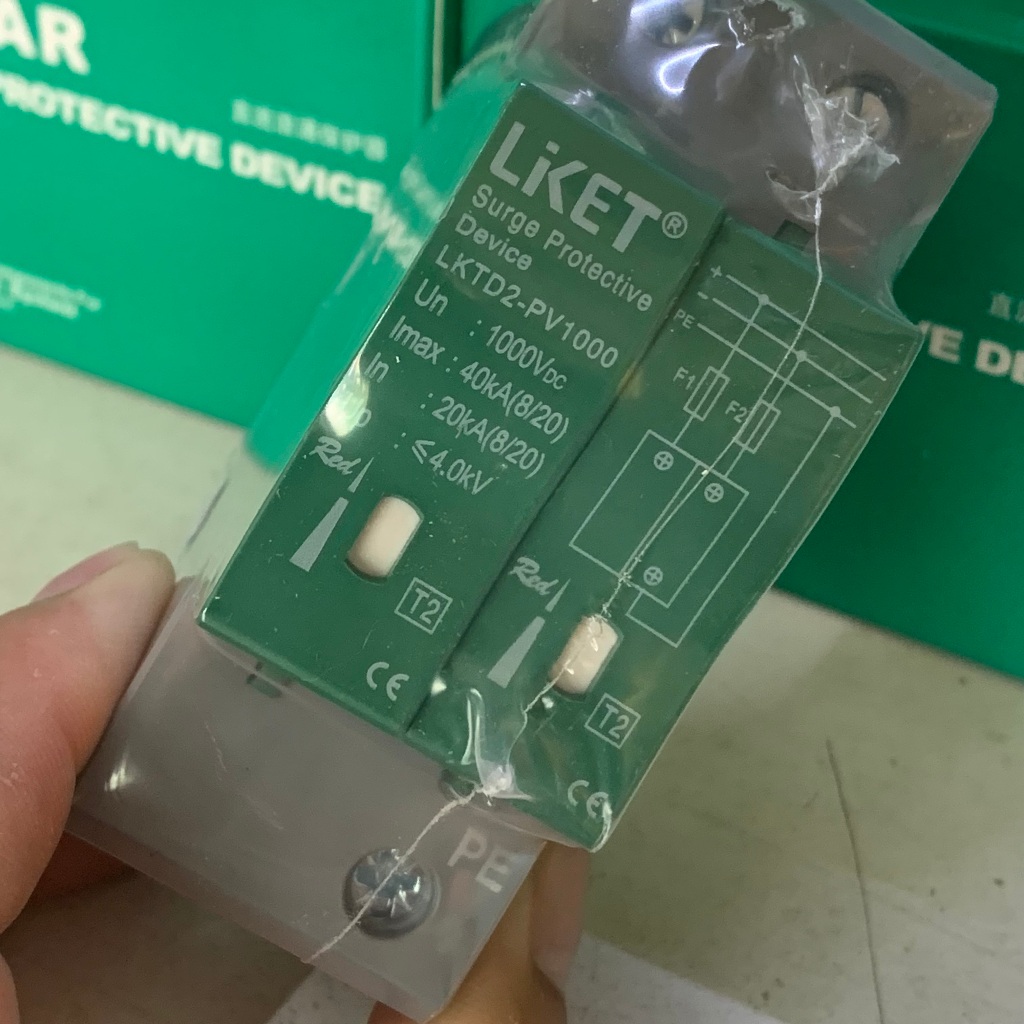 AR
PROTECTIVE DEVICE
LiKET®
Surge Protective
Device
LKTD2-PV1000
Un : 1000VDC
Imax : 40kA(8/20)
In : 20kA(8/20)
: ≤4.0kV
Red
T2
CE
+
-
PE
F1
F2
Red
T2
CE
PE
VE DE